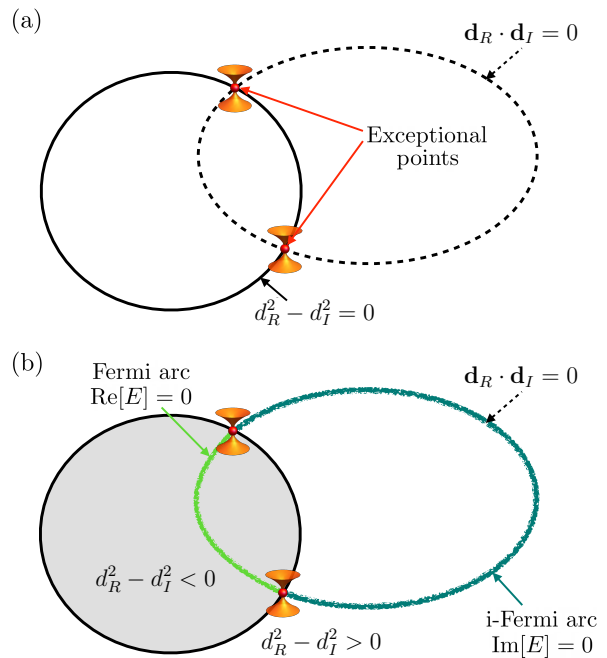 (a)
𝐝_R · 𝐝_I = 0
Exceptional
points
d_R^2 − d_I^2 = 0
(b)
Fermi arc
Re[E] = 0
𝐝_R · 𝐝_I = 0
d_R^2 − d_I^2 < 0
d_R^2 − d_I^2 > 0
i-Fermi arc
Im[E] = 0